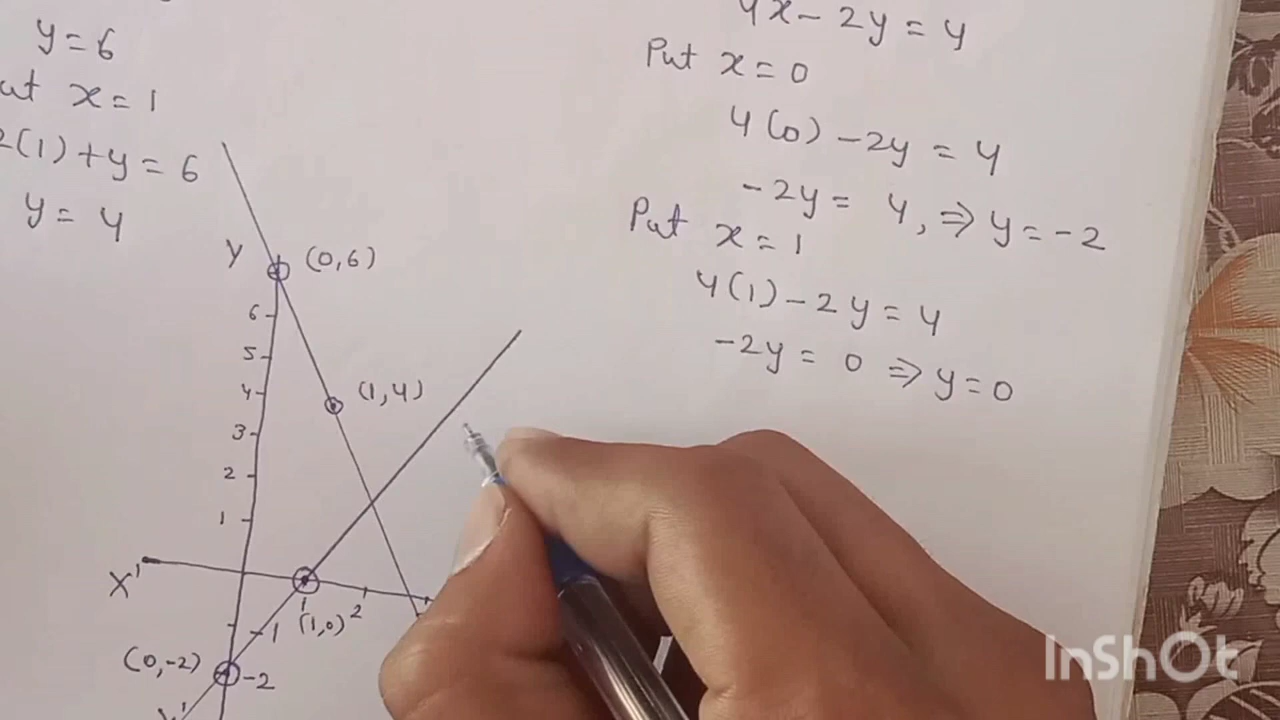 y = 6
Put x = 1
2(1) + y = 6
y = 4
4x - 2y = 4
Put x = 0
4(0) - 2y = 4
-2y = 4, ⇒ y = -2
Put x = 1
4(1) - 2y = 4
-2y = 0 ⇒ y = 0
Y
(0,6)
6
5
4
(1,4)
3
2
1
X'
1
2
(1,0)
-1
(0,-2)
-2
Y'
InShOt